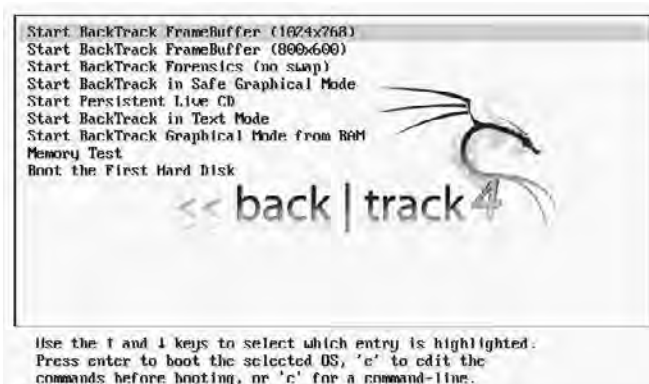 Start BackTrack FrameBuffer (1024x768)
Start BackTrack FrameBuffer (800x600)
Start BackTrack Forensics (no swap)
Start BackTrack in Safe Graphical Mode
Start Persistent Live CD
Start BackTrack in Text Mode
Start BackTrack Graphical Mode from RAM
Memory Test
Boot the First Hard Disk
<< back | track 4
Use the ↑ and ↓ keys to select which entry is highlighted.
Press enter to boot the selected OS, 'e' to edit the
commands before booting, or 'c' for a command-line.